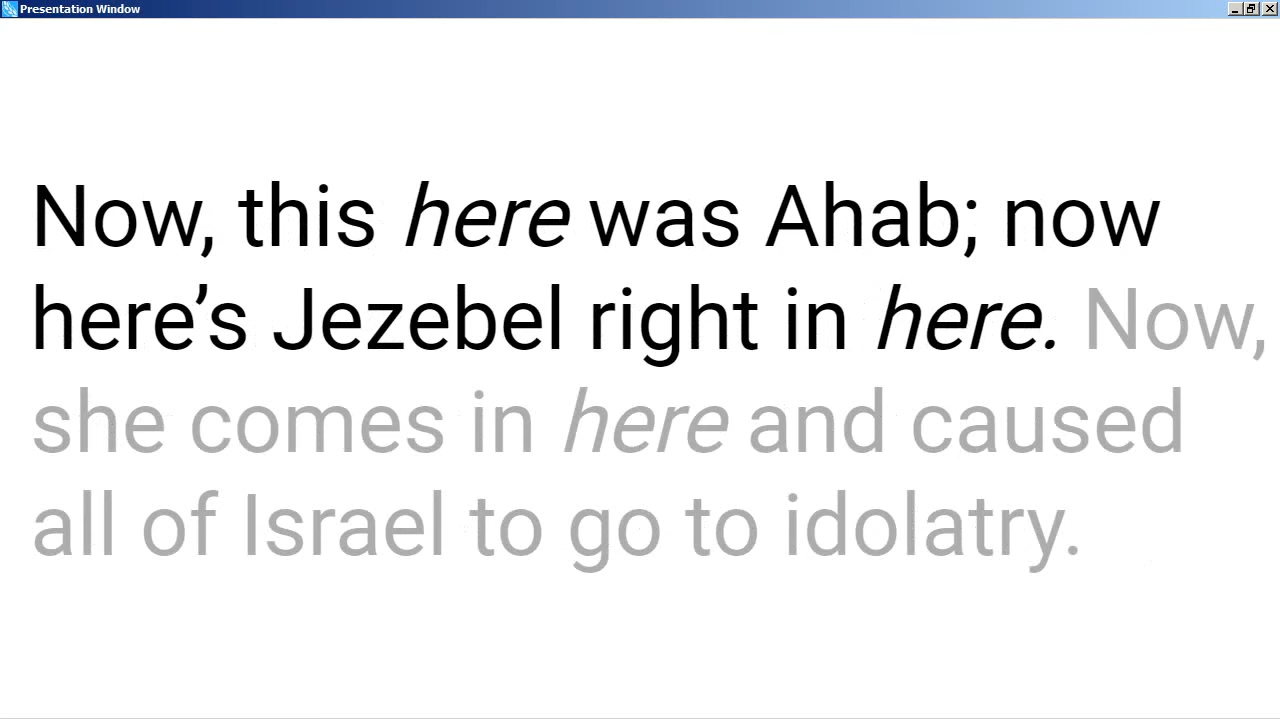 Presentation Window
Now, this here was Ahab; now
here’s Jezebel right in here. Now,
she comes in here and caused
all of Israel to go to idolatry.